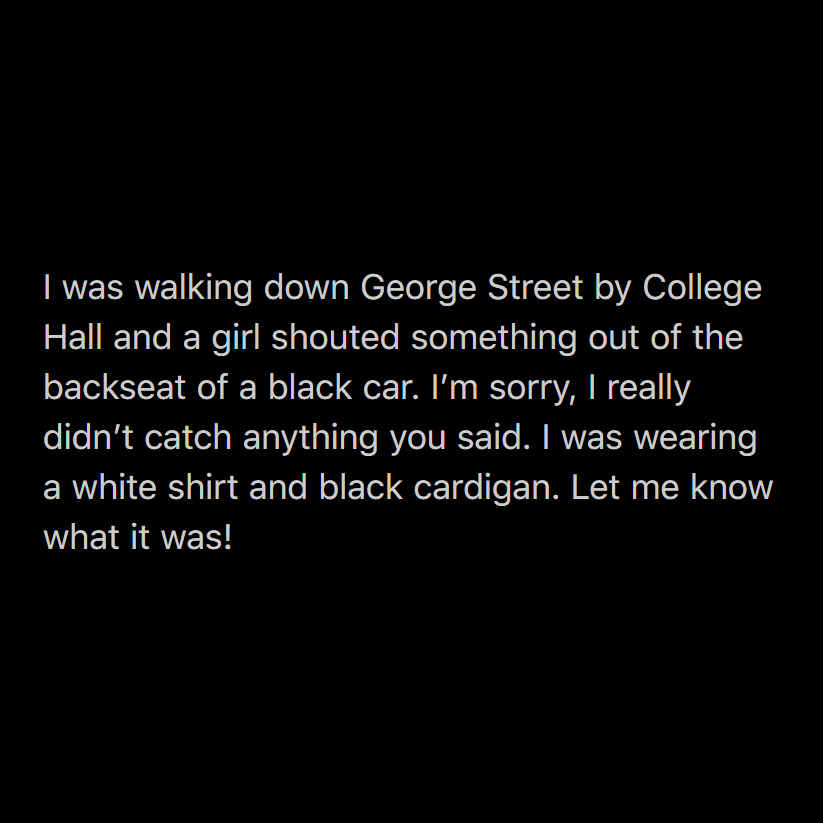 I was walking down George Street by College
Hall and a girl shouted something out of the
backseat of a black car. I’m sorry, I really
didn’t catch anything you said. I was wearing
a white shirt and black cardigan. Let me know
what it was!